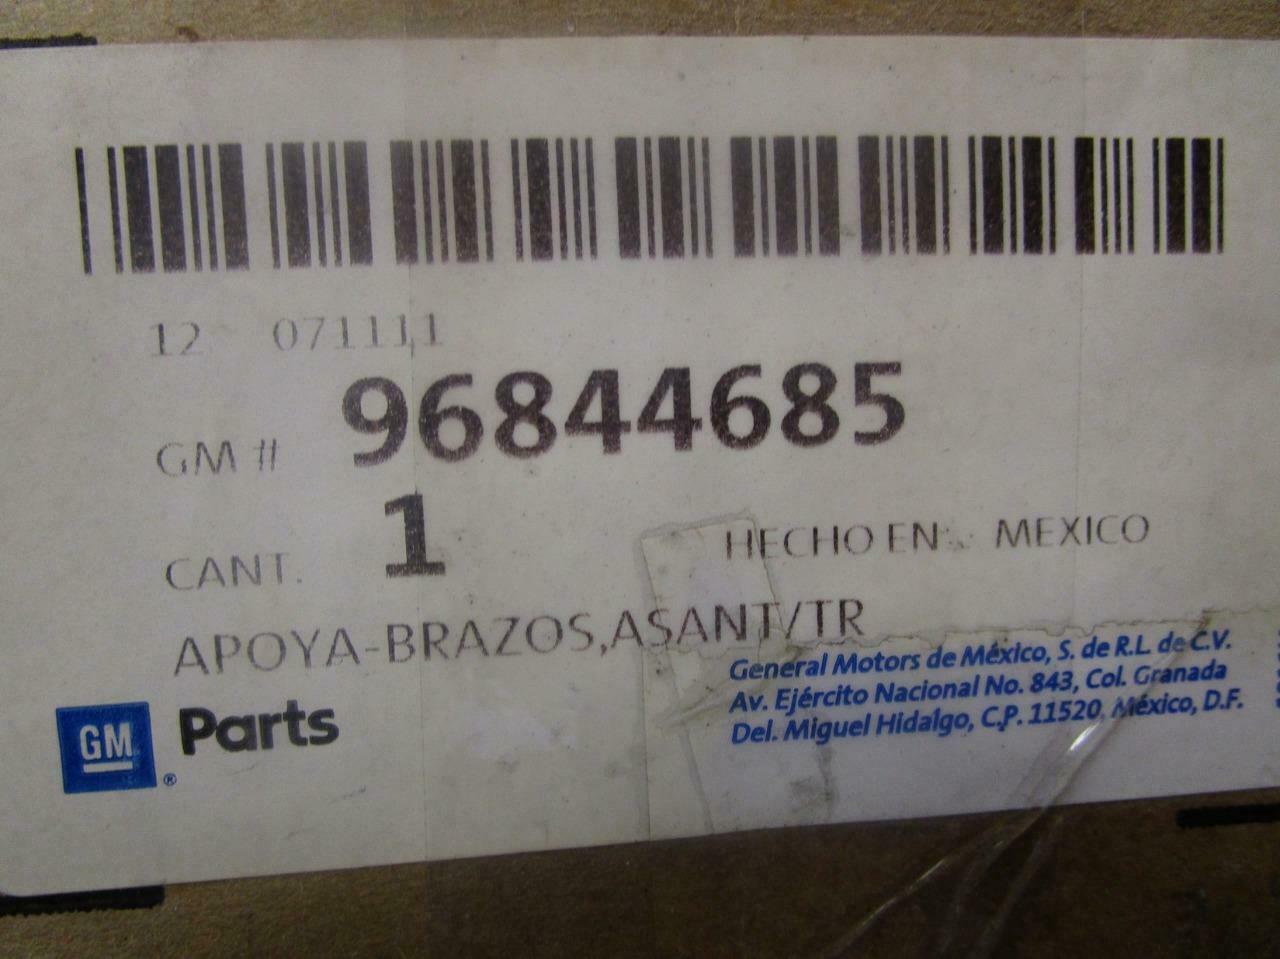 12 071111
GM # 96844685
CANT. 1
HECHO EN: MEXICO
APOYA-BRAZOS,ASANT/TR
General Motors de México, S. de R.L. de C.V.
Av. Ejército Nacional No. 843, Col. Granada
Del. Miguel Hidalgo, C.P. 11520, México, D.F.
GM® Parts